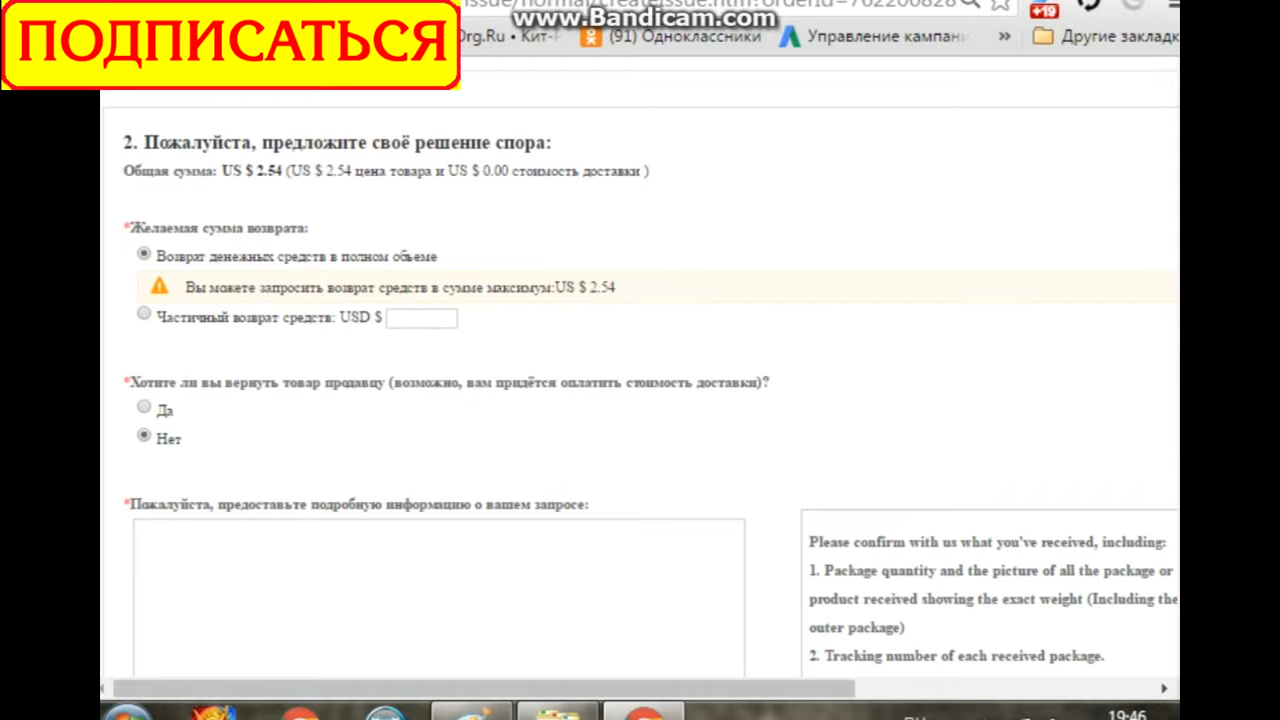 www.Bandicam.com
ПОДПИСАТЬСЯ
Org.Ru • Кит-Р
(91) Одноклассники
Управление кампани
»
Другие закладк
+19
2. Пожалуйста, предложите своё решение спора:
Общая сумма: US $ 2.54 (US $ 2.54 цена товара и US $ 0.00 стоимость доставки )
*Желаемая сумма возврата:
Возврат денежных средств в полном объеме
Вы можете запросить возврат средств в сумме максимум:US $ 2.54
Частичный возврат средств: USD $
*Хотите ли вы вернуть товар продавцу (возможно, вам придётся оплатить стоимость доставки)?
Да
Нет
*Пожалуйста, предоставьте подробную информацию о вашем запросе:
Please confirm with us what you've received, including:
1. Package quantity and the picture of all the package or
product received showing the exact weight (Including the
outer package)
2. Tracking number of each received package.
19:46